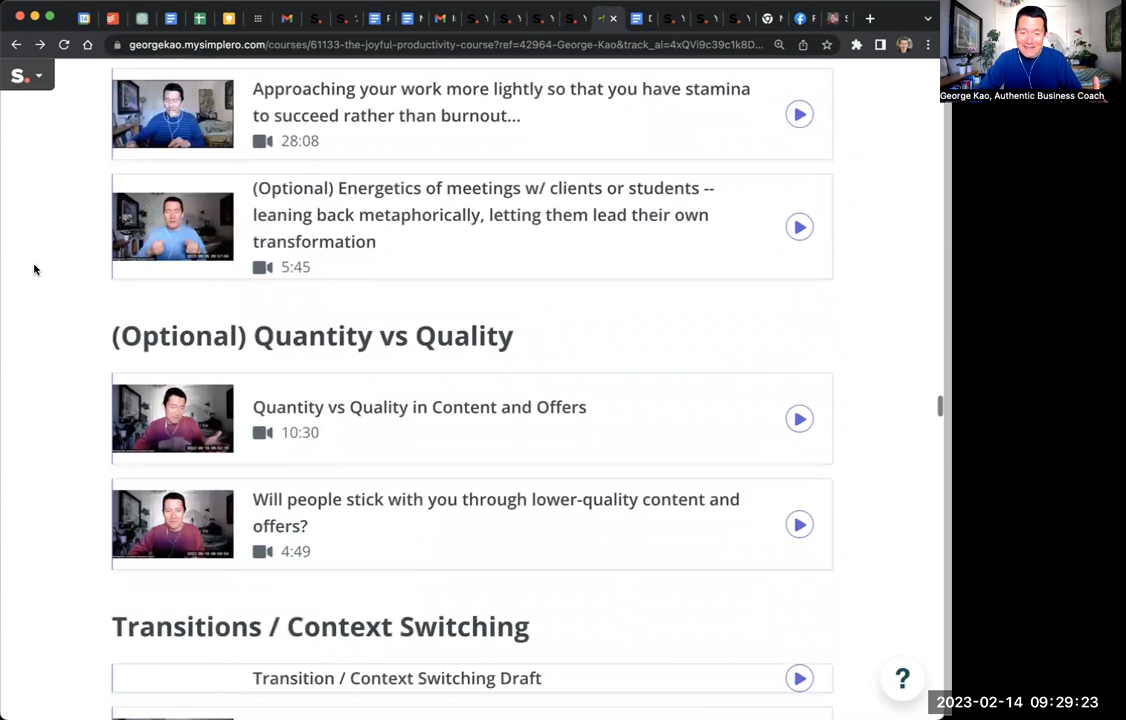 georgekao.mysimplero.com/courses/61133-the-joyful-productivity-course?ref=42964-George-Kao&track_al=4xQVi9c39c1k8D...
S.
George Kao, Authentic Business Coach
Approaching your work more lightly so that you have stamina
to succeed rather than burnout...
28:08
(Optional) Energetics of meetings w/ clients or students --
leaning back metaphorically, letting them lead their own
transformation
5:45
(Optional) Quantity vs Quality
Quantity vs Quality in Content and Offers
10:30
Will people stick with you through lower-quality content and
offers?
4:49
Transitions / Context Switching
Transition / Context Switching Draft
?
2023-02-14 09:29:23